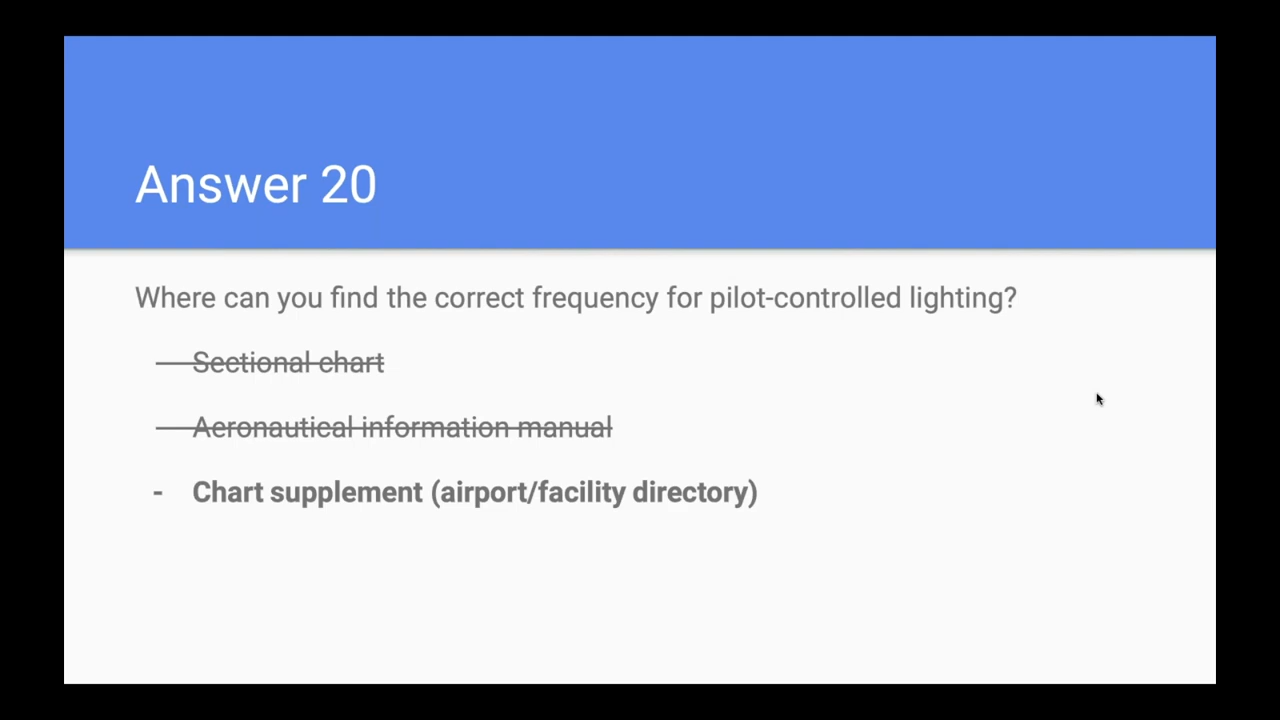 Answer 20
Where can you find the correct frequency for pilot-controlled lighting?
Sectional chart
Aeronautical information manual
- Chart supplement (airport/facility directory)